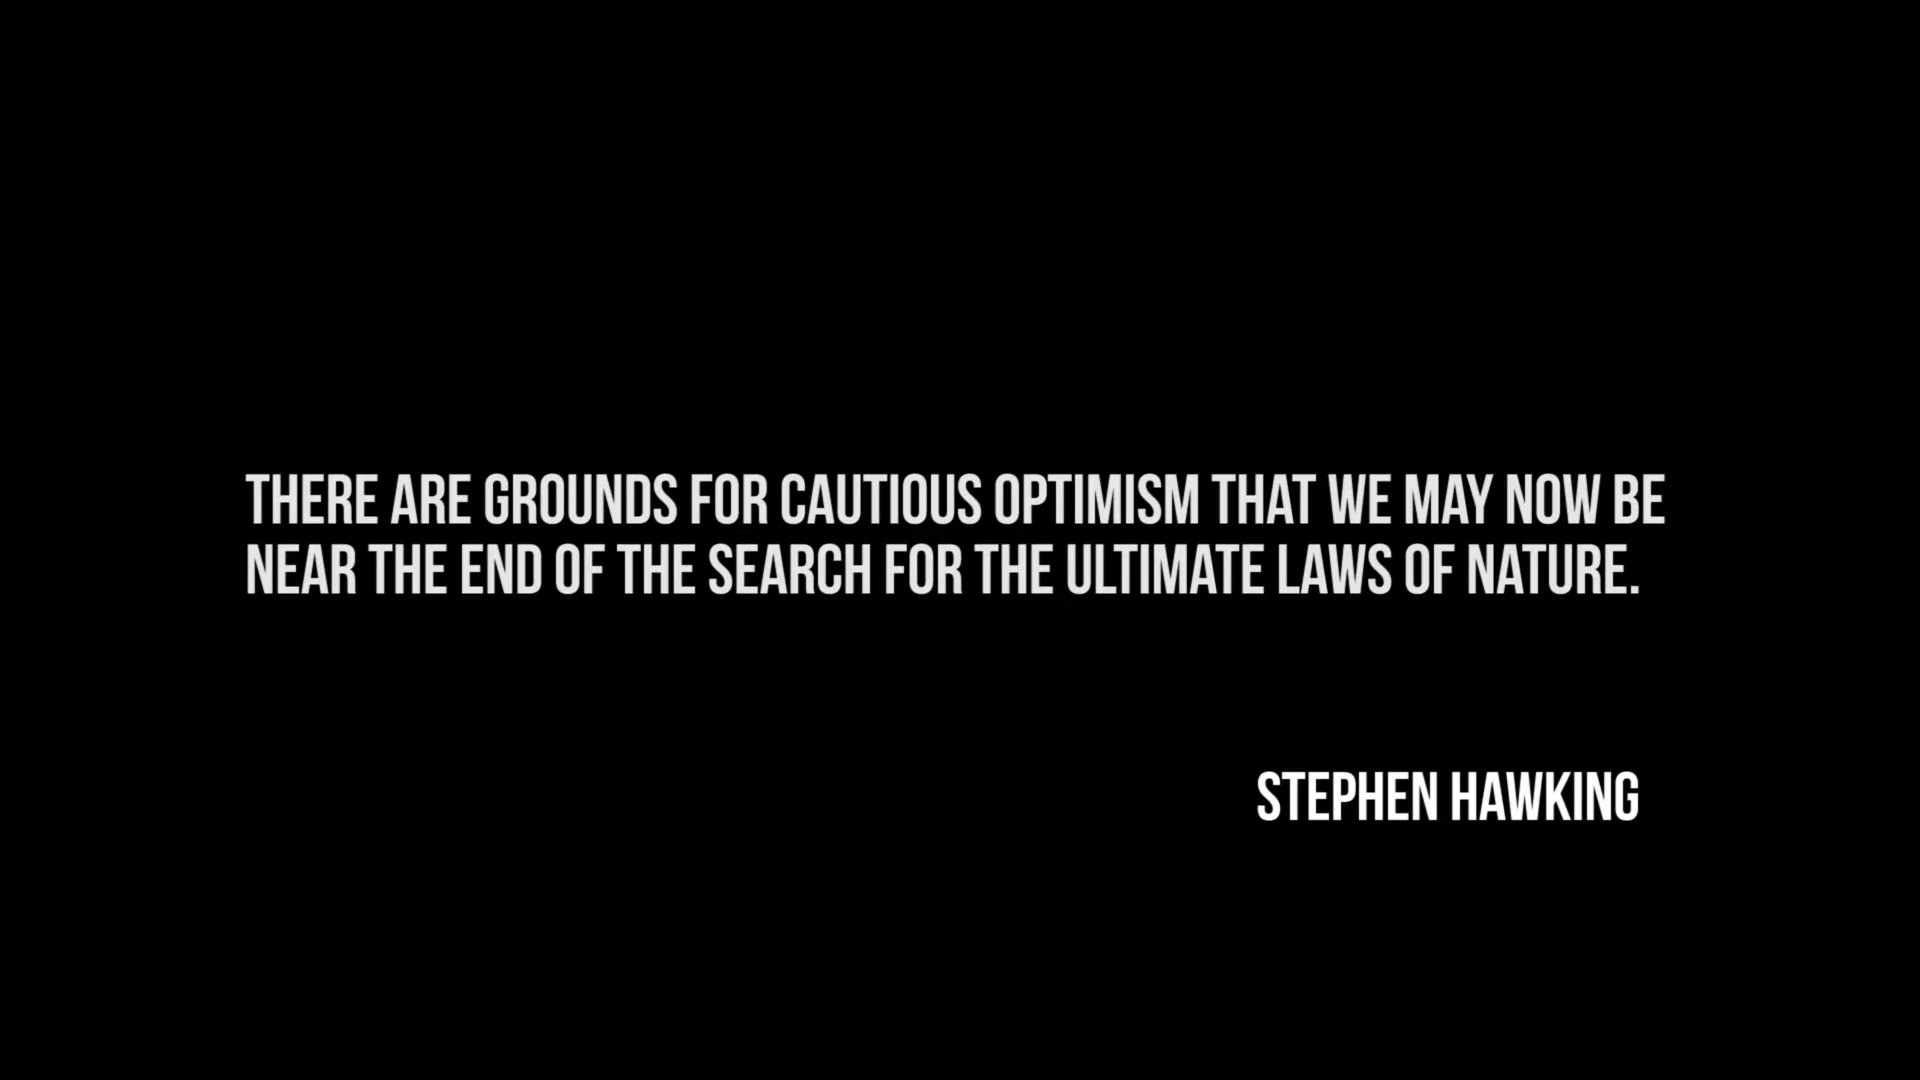 THERE ARE GROUNDS FOR CAUTIOUS OPTIMISM THAT WE MAY NOW BE
NEAR THE END OF THE SEARCH FOR THE ULTIMATE LAWS OF NATURE.
STEPHEN HAWKING